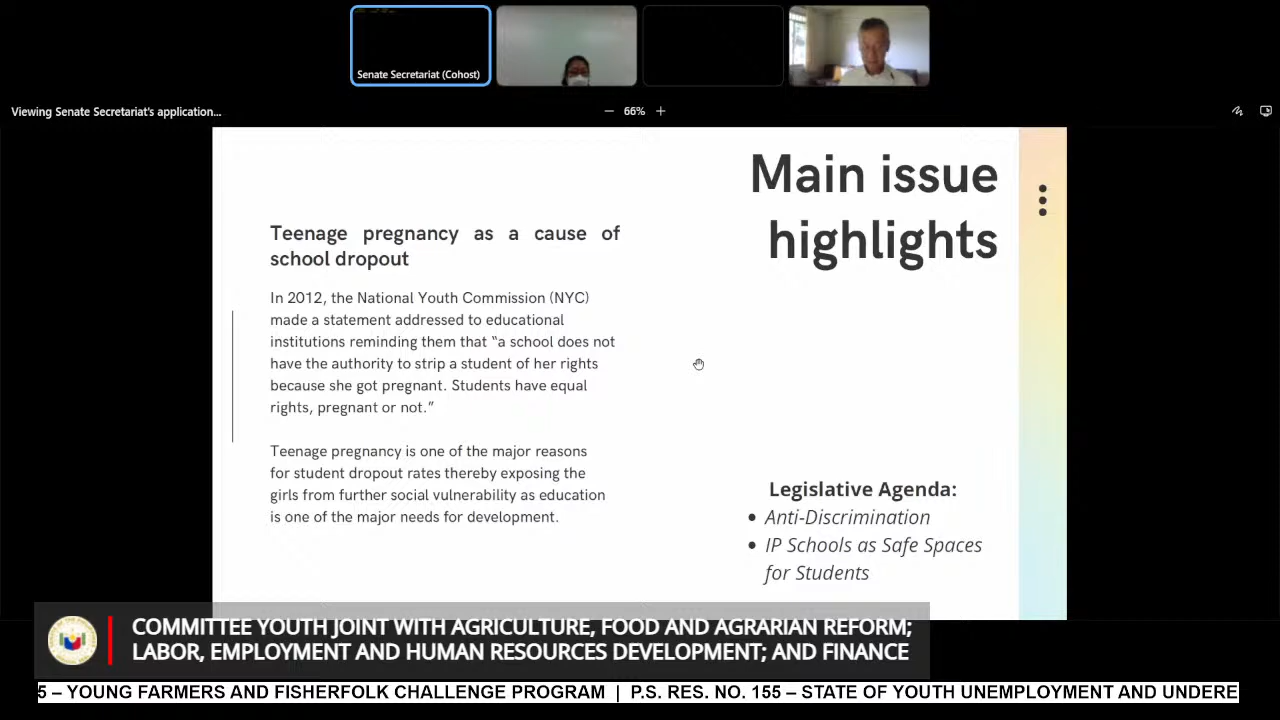 Senate Secretariat (Cohost)
Viewing Senate Secretariat's application...
66%
Main issue
highlights
Teenage pregnancy as a cause of
school dropout
In 2012, the National Youth Commission (NYC)
made a statement addressed to educational
institutions reminding them that “a school does not
have the authority to strip a student of her rights
because she got pregnant. Students have equal
rights, pregnant or not.”
Teenage pregnancy is one of the major reasons
for student dropout rates thereby exposing the
girls from further social vulnerability as education
is one of the major needs for development.
Legislative Agenda:
• Anti-Discrimination
• IP Schools as Safe Spaces
for Students
COMMITTEE YOUTH JOINT WITH AGRICULTURE, FOOD AND AGRARIAN REFORM;
LABOR, EMPLOYMENT AND HUMAN RESOURCES DEVELOPMENT; AND FINANCE
5 – YOUNG FARMERS AND FISHERFOLK CHALLENGE PROGRAM | P.S. RES. NO. 155 – STATE OF YOUTH UNEMPLOYMENT AND UNDERE